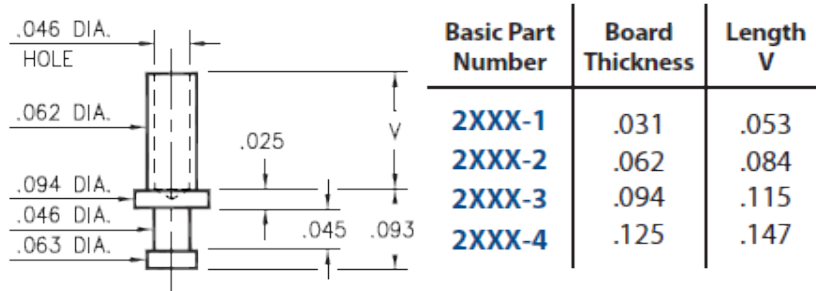 .046 DIA.
HOLE
.062 DIA.
.094 DIA.
.046 DIA.
.063 DIA.
.025
V
.045
.093
Basic Part Number
Board Thickness
Length V
2XXX-1 .031 .053
2XXX-2 .062 .084
2XXX-3 .094 .115
2XXX-4 .125 .147